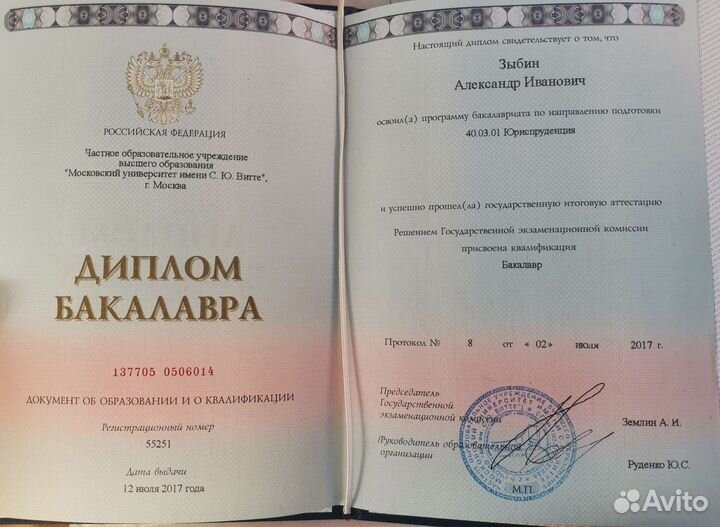 РОССИЙСКАЯ ФЕДЕРАЦИЯ
Частное образовательное учреждение
высшего образования
"Московский университет имени С. Ю. Витте",
г. Москва
ДИПЛОМ
БАКАЛАВРА
137705 0506014
ДОКУМЕНТ ОБ ОБРАЗОВАНИИ И О КВАЛИФИКАЦИИ
Регистрационный номер
55251
Дата выдачи
12 июля 2017 года
Настоящий диплом свидетельствует о том, что
Зыбин
Александр Иванович
освоил(а) программу бакалавриата по направлению подготовки
40.03.01 Юриспруденция
и успешно прошел(ла) государственную итоговую аттестацию
Решением Государственной экзаменационной комиссии
присвоена квалификация
Бакалавр
Протокол № 8 от « 02» июля 2017 г.
Председатель
Государственной
экзаменационной комиссии
Землин А. И.
Руководитель образовательной
организации
Руденко Ю.С.
М.П.
Avito